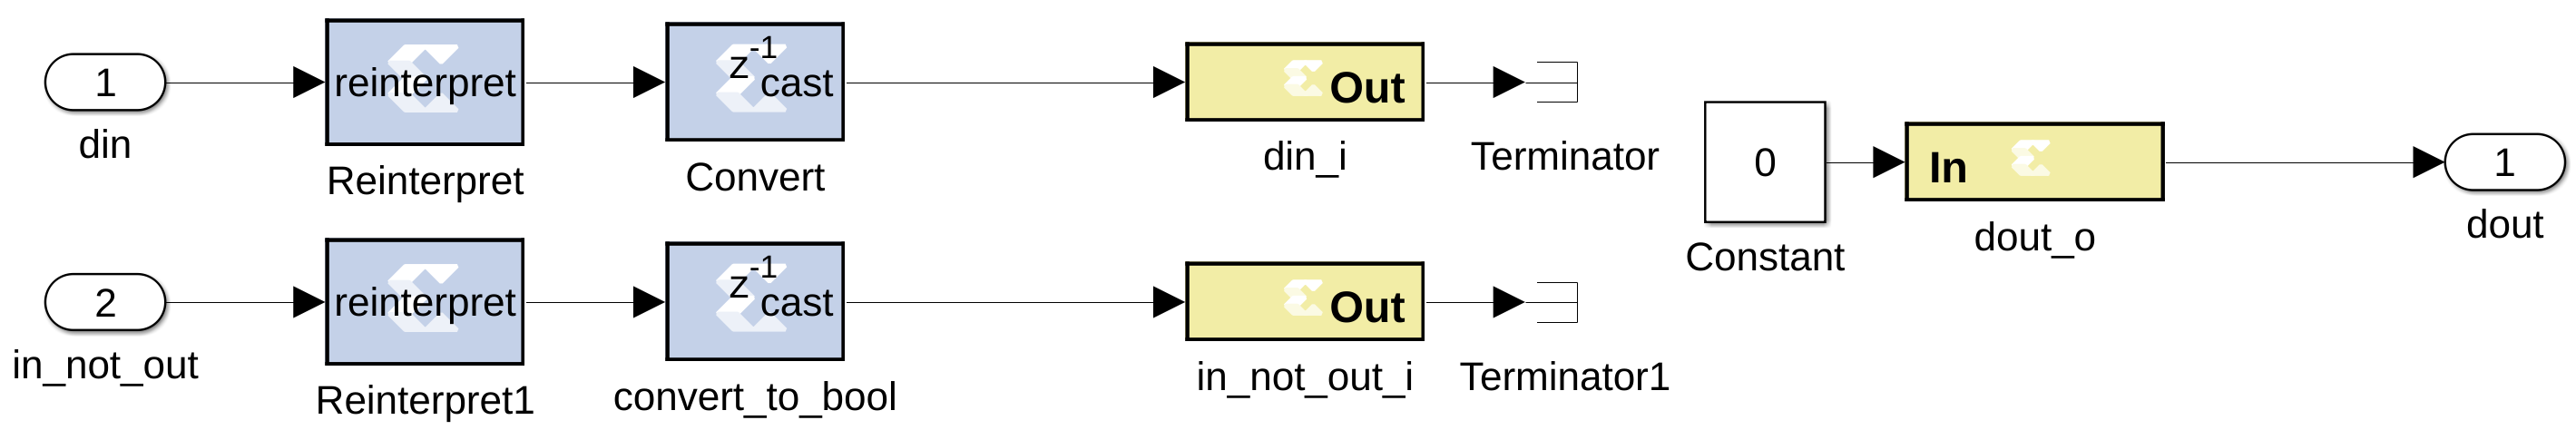 1
reinterpret
z-1
cast
Out
din
Reinterpret
Convert
din_i
Terminator
0
In
1
Constant
dout_o
dout
2
reinterpret
z-1
cast
Out
in_not_out
Reinterpret1
convert_to_bool
in_not_out_i
Terminator1